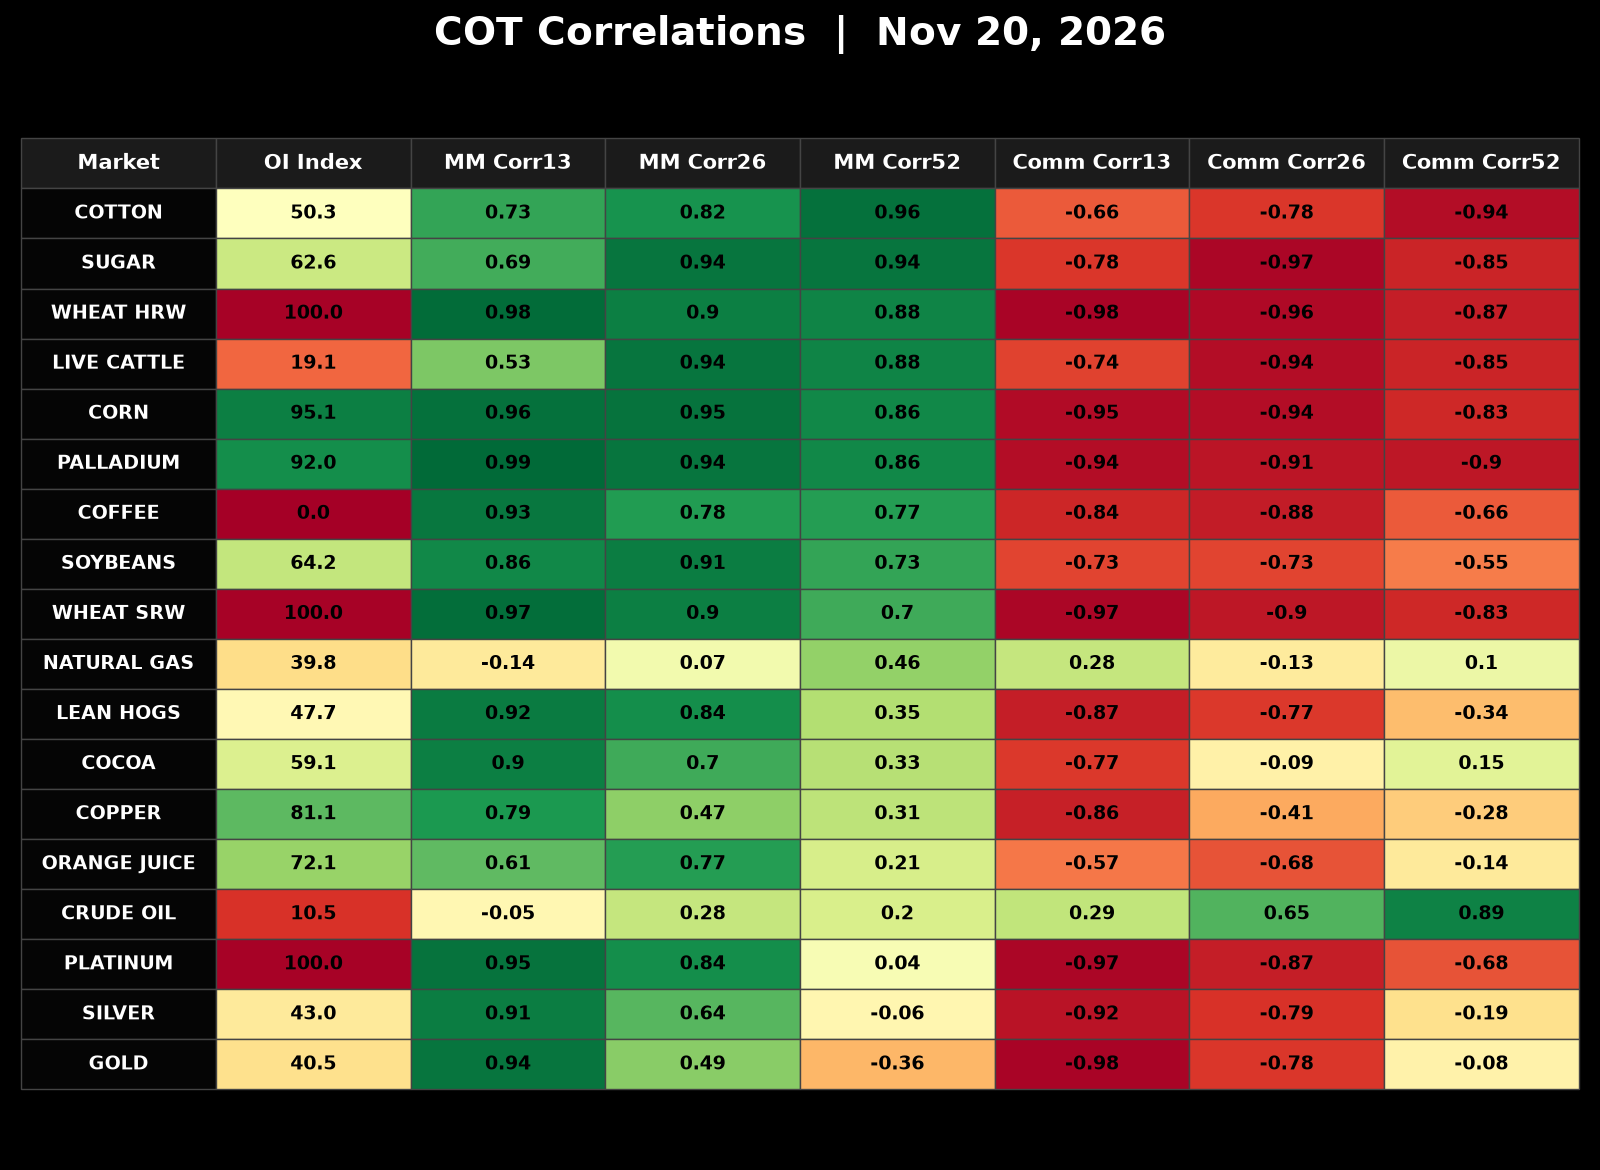 COT Correlations | Nov 20, 2026
Market OI Index MM Corr13 MM Corr26 MM Corr52 Comm Corr13 Comm Corr26 Comm Corr52
COTTON 50.3 0.73 0.82 0.96 -0.66 -0.78 -0.94
SUGAR 62.6 0.69 0.94 0.94 -0.78 -0.97 -0.85
WHEAT HRW 100.0 0.98 0.9 0.88 -0.98 -0.96 -0.87
LIVE CATTLE 19.1 0.53 0.94 0.88 -0.74 -0.94 -0.85
CORN 95.1 0.96 0.95 0.86 -0.95 -0.94 -0.83
PALLADIUM 92.0 0.99 0.94 0.86 -0.94 -0.91 -0.9
COFFEE 0.0 0.93 0.78 0.77 -0.84 -0.88 -0.66
SOYBEANS 64.2 0.86 0.91 0.73 -0.73 -0.73 -0.55
WHEAT SRW 100.0 0.97 0.9 0.7 -0.97 -0.9 -0.83
NATURAL GAS 39.8 -0.14 0.07 0.46 0.28 -0.13 0.1
LEAN HOGS 47.7 0.92 0.84 0.35 -0.87 -0.77 -0.34
COCOA 59.1 0.9 0.7 0.33 -0.77 -0.09 0.15
COPPER 81.1 0.79 0.47 0.31 -0.86 -0.41 -0.28
ORANGE JUICE 72.1 0.61 0.77 0.21 -0.57 -0.68 -0.14
CRUDE OIL 10.5 -0.05 0.28 0.2 0.29 0.65 0.89
PLATINUM 100.0 0.95 0.84 0.04 -0.97 -0.87 -0.68
SILVER 43.0 0.91 0.64 -0.06 -0.92 -0.79 -0.19
GOLD 40.5 0.94 0.49 -0.36 -0.98 -0.78 -0.08